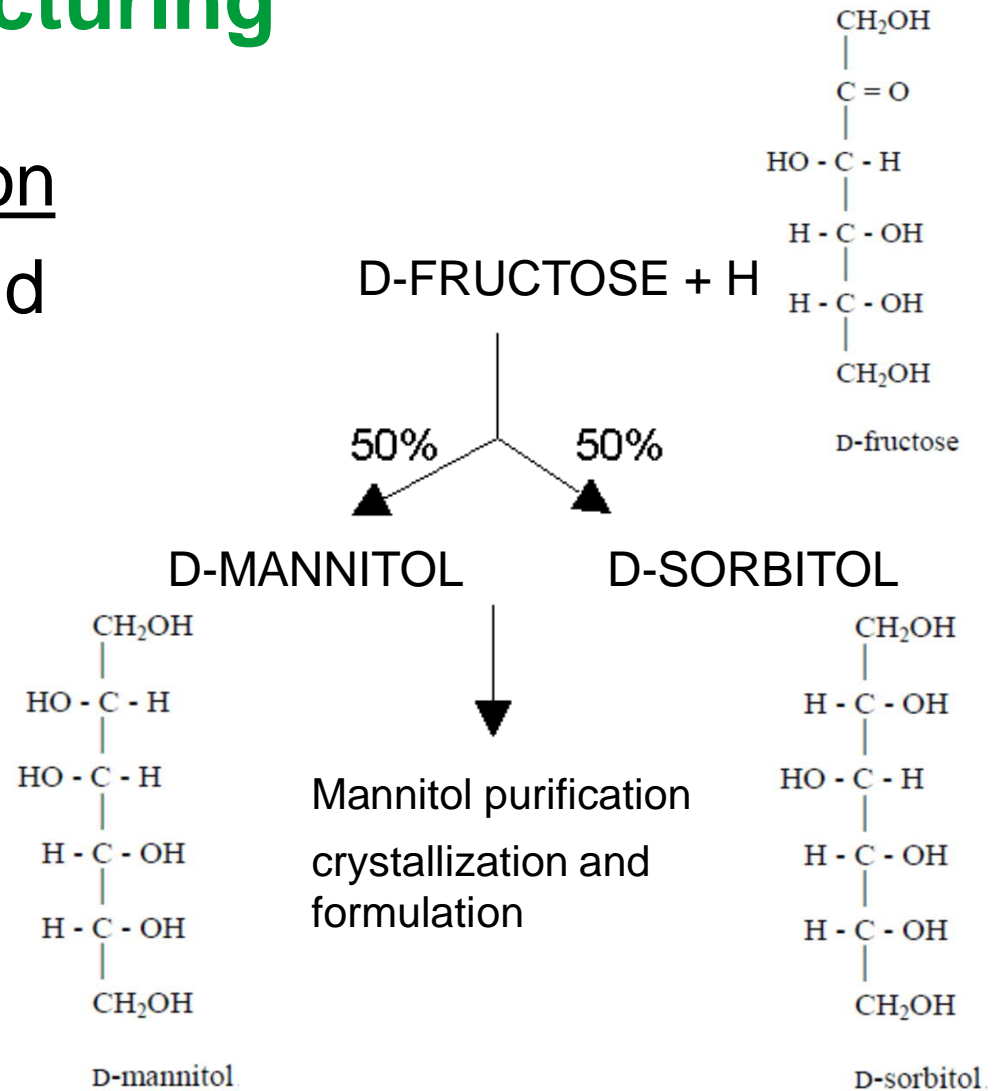 cturing
on
d
D-FRUCTOSE + H
CH₂OH
|
C = O
|
HO - C - H
|
H - C - OH
|
H - C - OH
|
CH₂OH
D-fructose
50% 50%
D-MANNITOL D-SORBITOL
CH₂OH
|
HO - C - H
|
HO - C - H
|
H - C - OH
|
H - C - OH
|
CH₂OH
D-mannitol
Mannitol purification
crystallization and
formulation
CH₂OH
|
H - C - OH
|
HO - C - H
|
H - C - OH
|
H - C - OH
|
CH₂OH
D-sorbitol